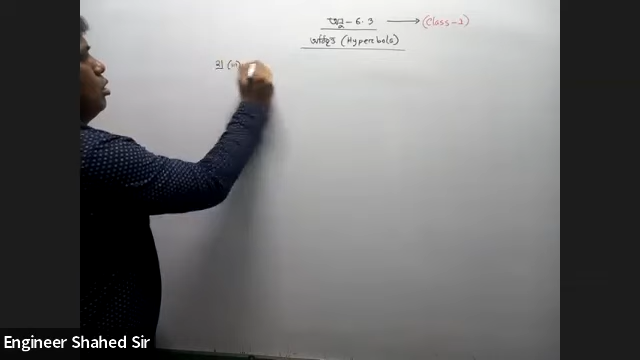 অনু - 6.3 → (Class-1)
অধিবৃত্ত (Hyperbola)
Engineer Shahed Sir